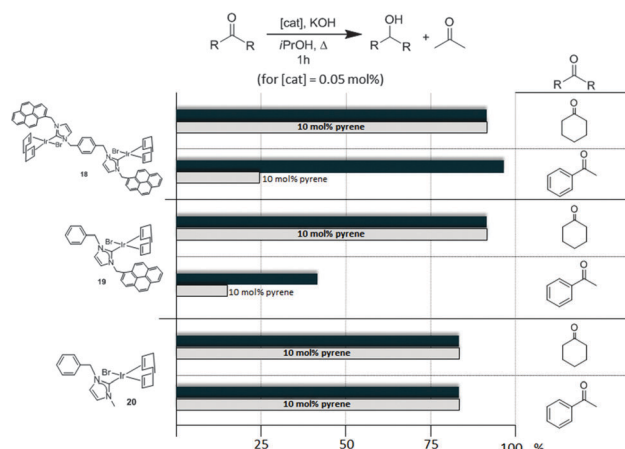 O
[cat], KOH
OH
O
R R
iPrOH, Δ
R R
+
1h
(for [cat] = 0.05 mol%)
O
R R
N
N
Ir
Br
Br
Ir
N
N
18
10 mol% pyrene
O
10 mol% pyrene
O
N
Br
Ir
N
19
10 mol% pyrene
O
10 mol% pyrene
O
N
Br
Ir
N
20
10 mol% pyrene
O
10 mol% pyrene
O
25 50 75 100 %